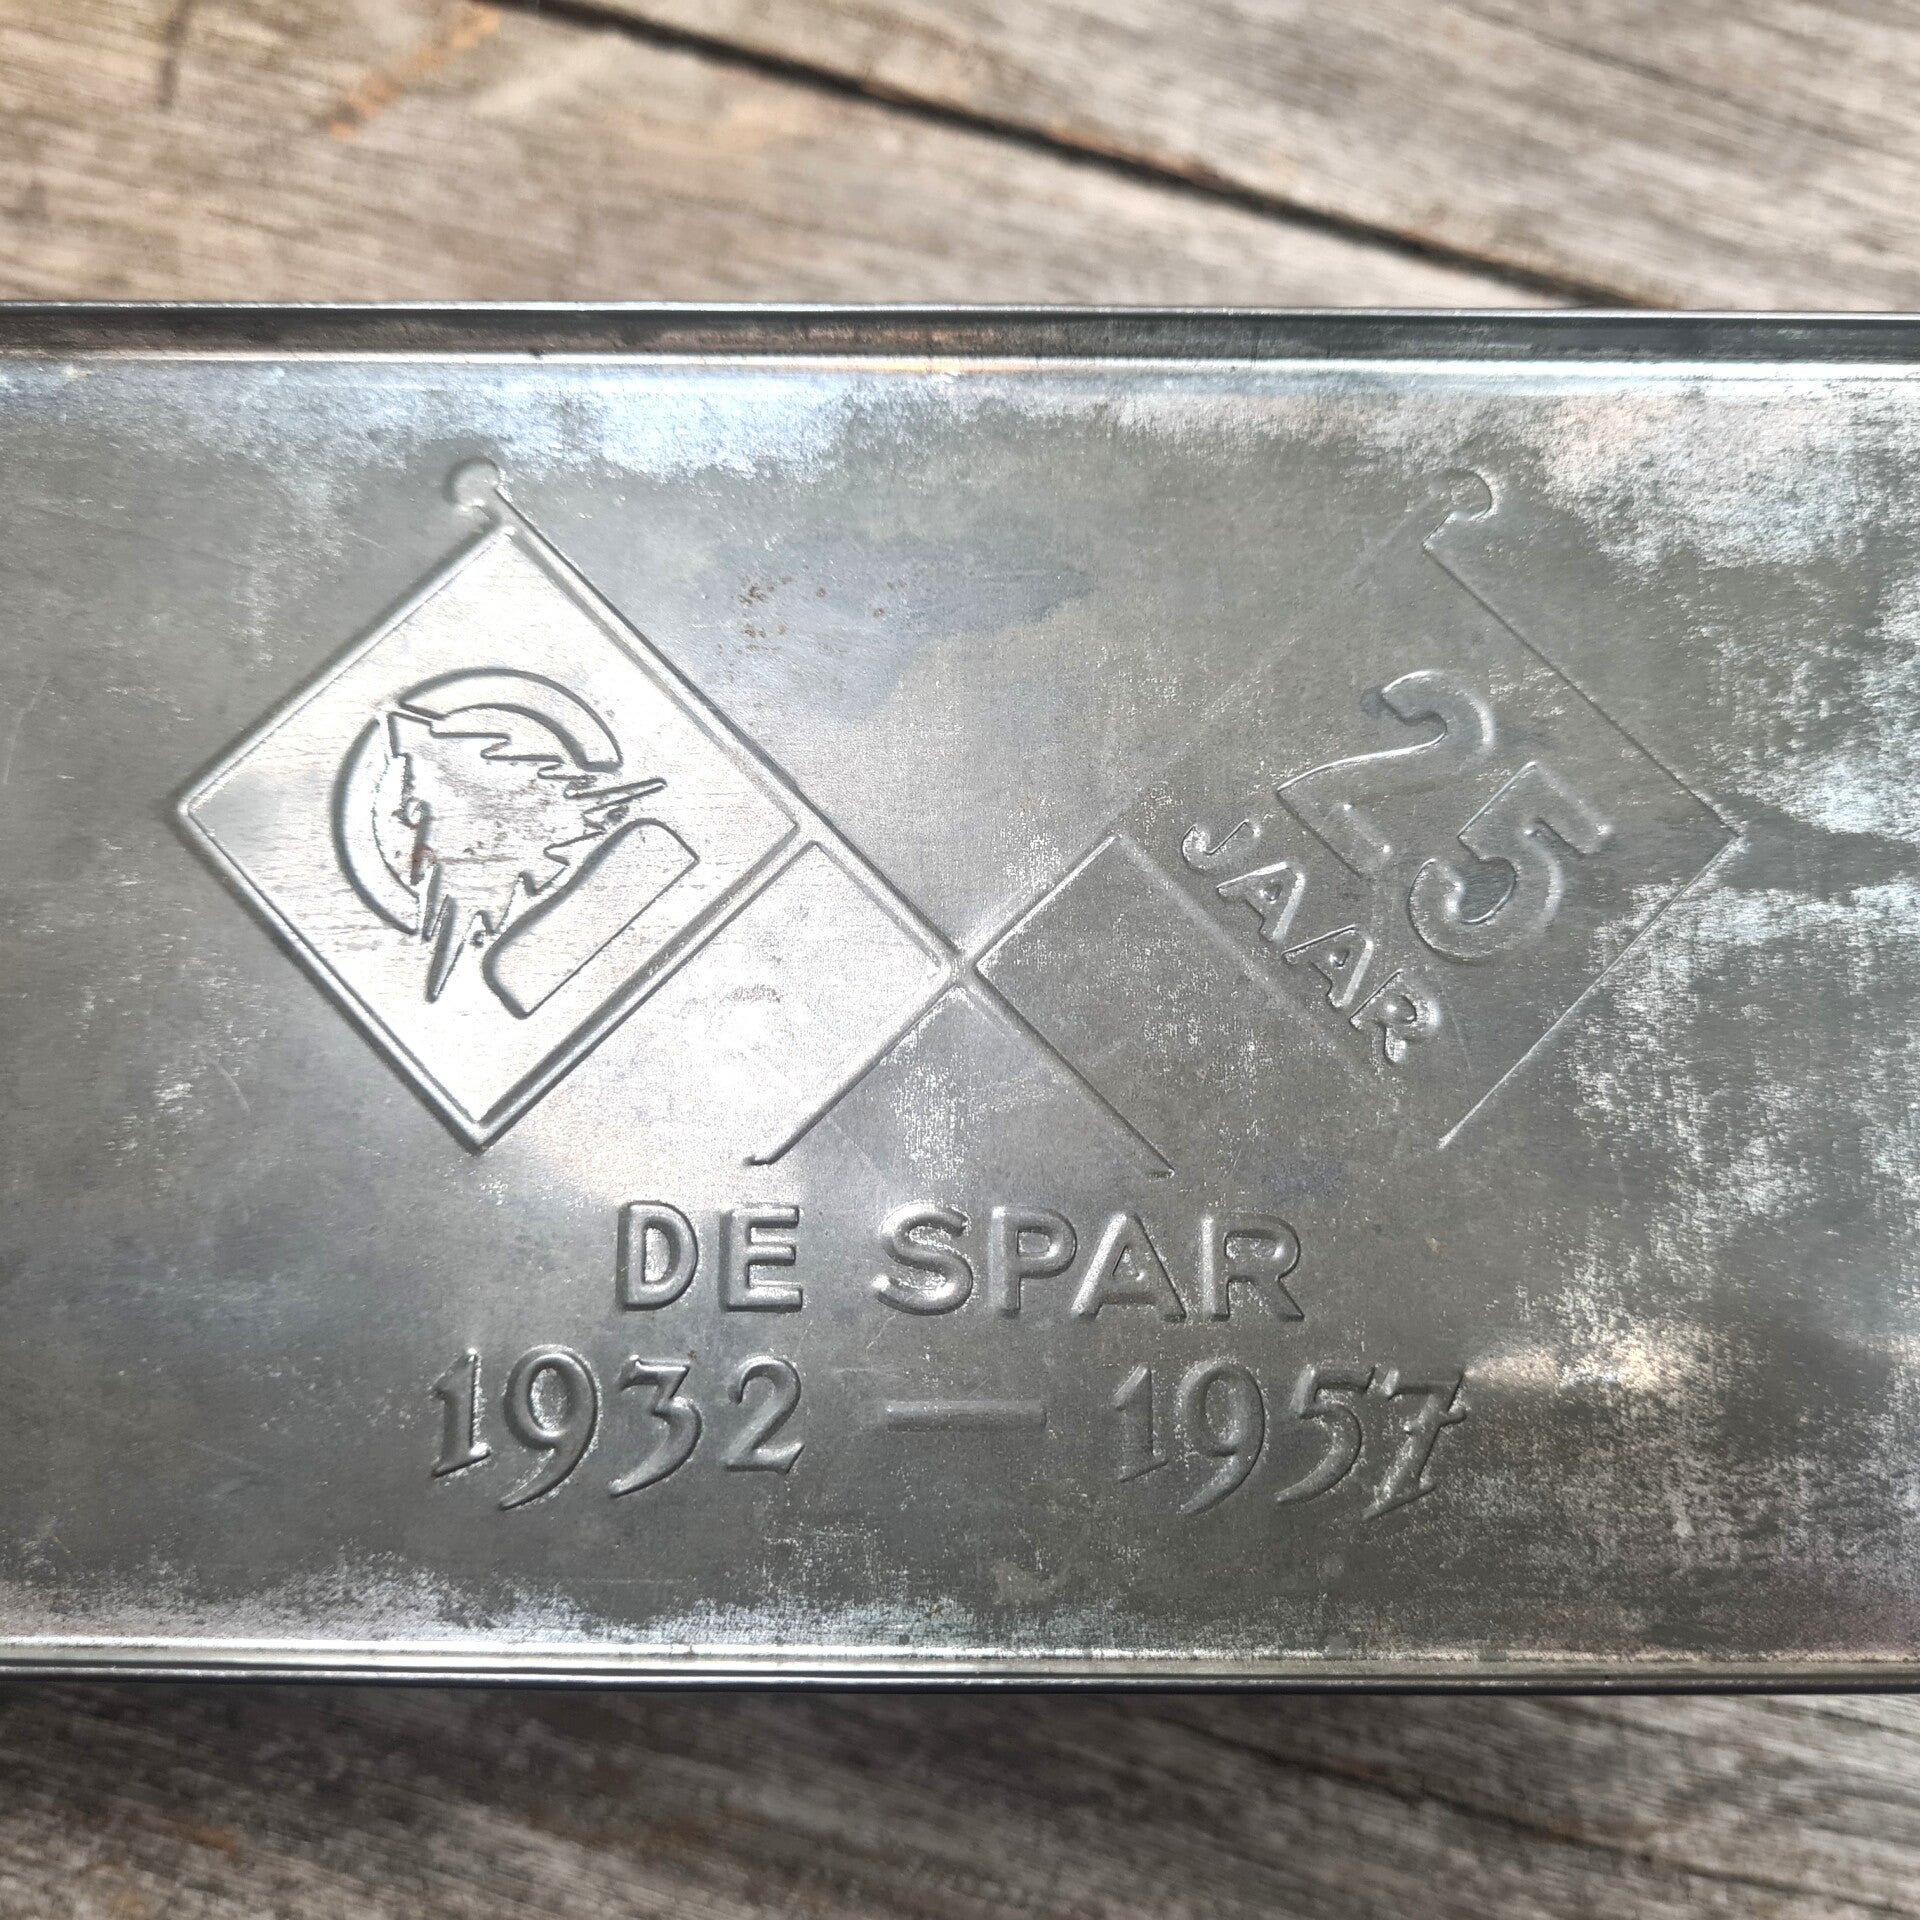 25
JAAR
DE SPAR
1932 — 1957